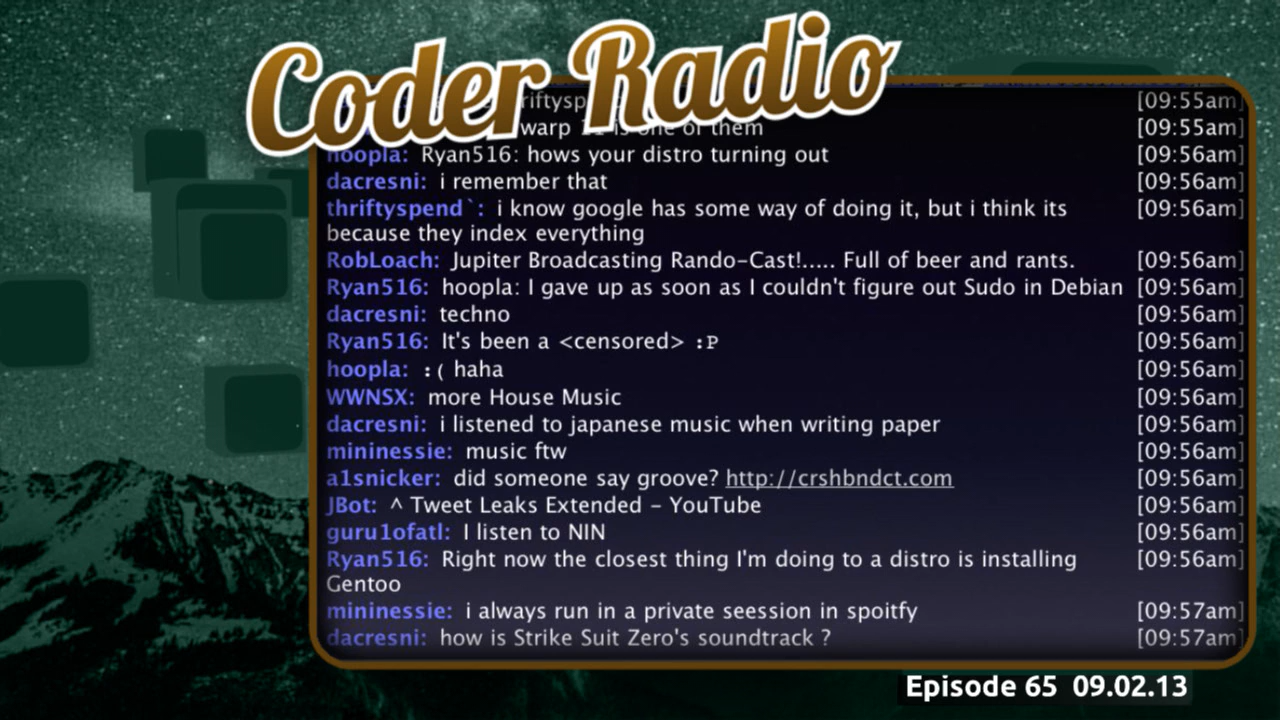 Coder Radio
riftysp [09:55am]
warp is one of them [09:55am]
hoopla: Ryan516: hows your distro turning out [09:56am]
dacresni: i remember that [09:56am]
thriftyspend`: i know google has some way of doing it, but i think its [09:56am]
because they index everything
RobLoach: Jupiter Broadcasting Rando-Cast!..... Full of beer and rants. [09:56am]
Ryan516: hoopla: I gave up as soon as I couldn't figure out Sudo in Debian [09:56am]
dacresni: techno [09:56am]
Ryan516: It's been a <censored> :P [09:56am]
hoopla: :( haha [09:56am]
WWNSX: more House Music [09:56am]
dacresni: i listened to japanese music when writing paper [09:56am]
mininessie: music ftw [09:56am]
a1snicker: did someone say groove? http://crshbndct.com [09:56am]
JBot: ^ Tweet Leaks Extended - YouTube [09:56am]
guru1ofatl: I listen to NIN [09:56am]
Ryan516: Right now the closest thing I'm doing to a distro is installing [09:56am]
Gentoo
mininessie: i always run in a private seession in spoitfy [09:57am]
dacresni: how is Strike Suit Zero's soundtrack ? [09:57am]
Episode 65 09.02.13